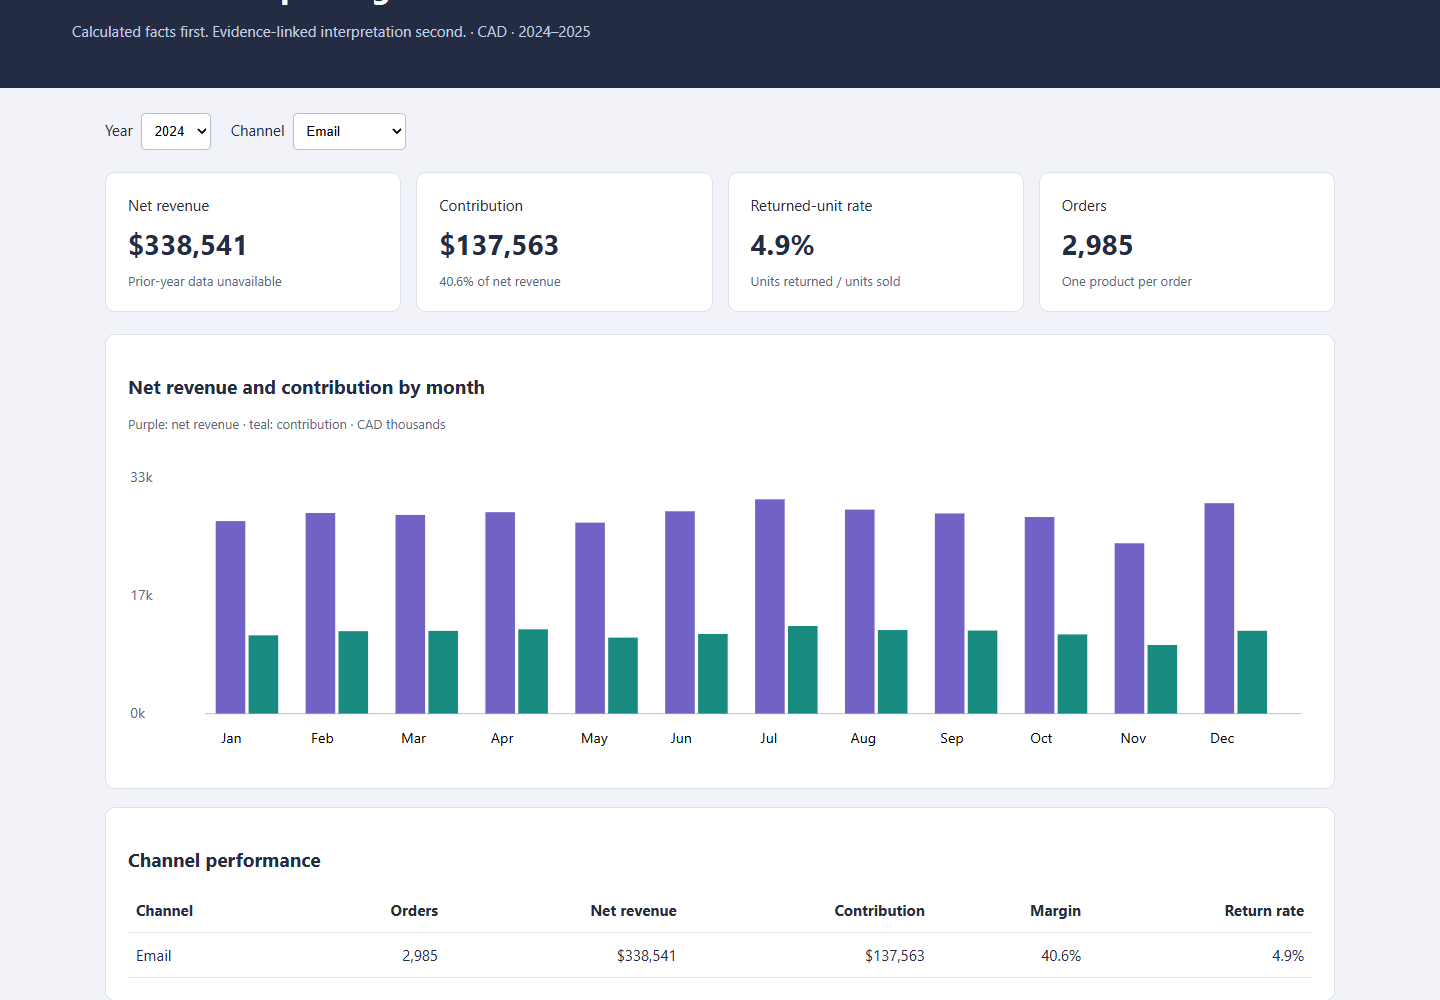 Calculated facts first. Evidence-linked interpretation second. · CAD · 2024–2025
Year 2024 Channel Email
Net revenue
$338,541
Prior-year data unavailable
Contribution
$137,563
40.6% of net revenue
Returned-unit rate
4.9%
Units returned / units sold
Orders
2,985
One product per order
Net revenue and contribution by month
Purple: net revenue · teal: contribution · CAD thousands
33k
17k
0k
Jan Feb Mar Apr May Jun Jul Aug Sep Oct Nov Dec
Channel performance
Channel Orders Net revenue Contribution Margin Return rate
Email 2,985 $338,541 $137,563 40.6% 4.9%